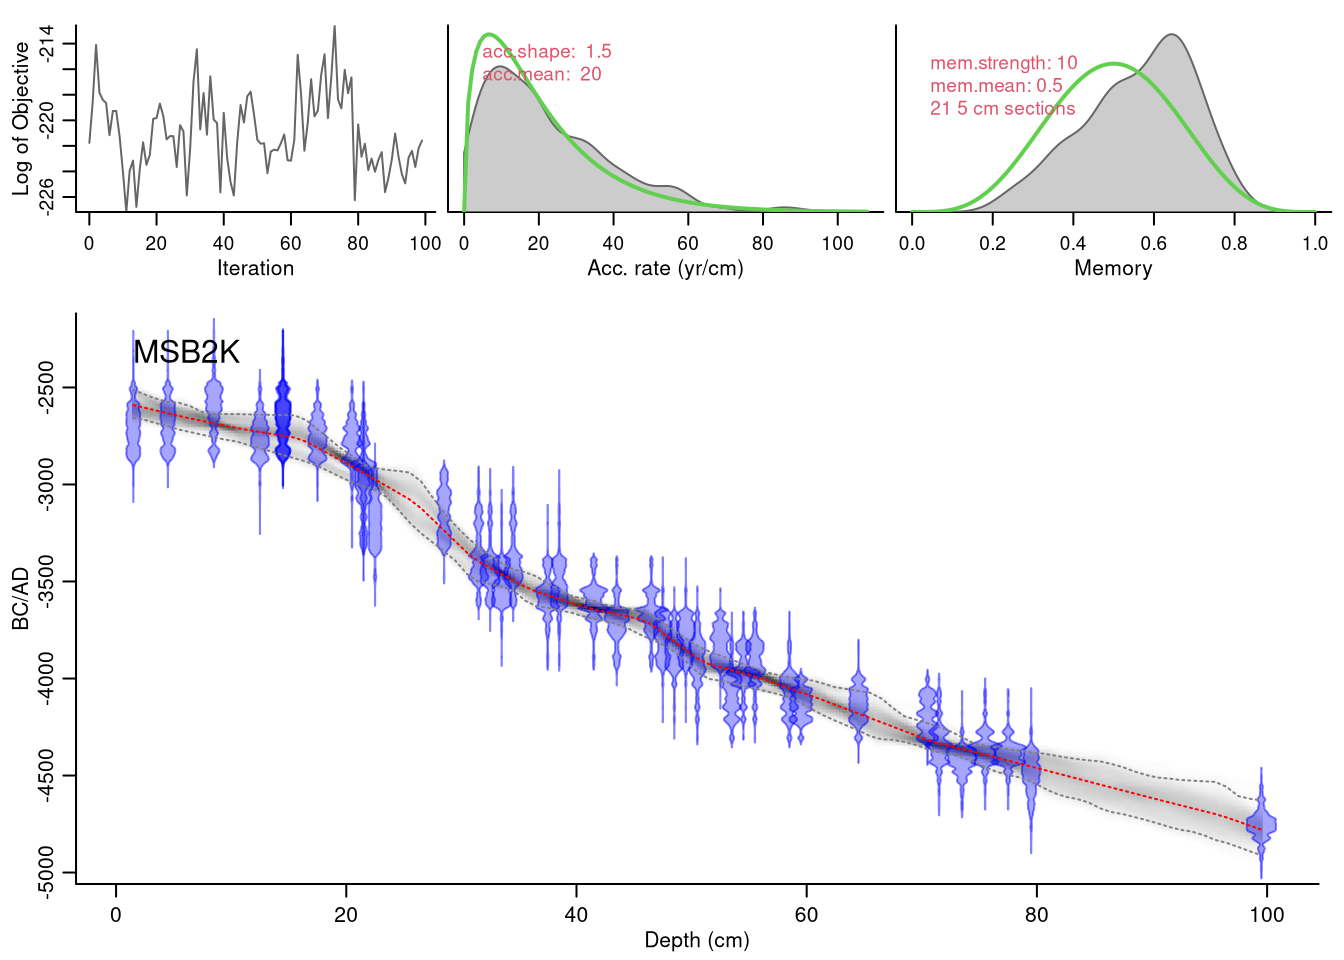 Log of Objective
-214
-220
-226
0 20 40 60 80 100
Iteration
acc.shape: 1.5
acc.mean: 20
0 20 40 60 80 100
Acc. rate (yr/cm)
mem.strength: 10
mem.mean: 0.5
21 5 cm sections
0.0 0.2 0.4 0.6 0.8 1.0
Memory
MSB2K
BC/AD
-2500
-3000
-3500
-4000
-4500
-5000
0 20 40 60 80 100
Depth (cm)